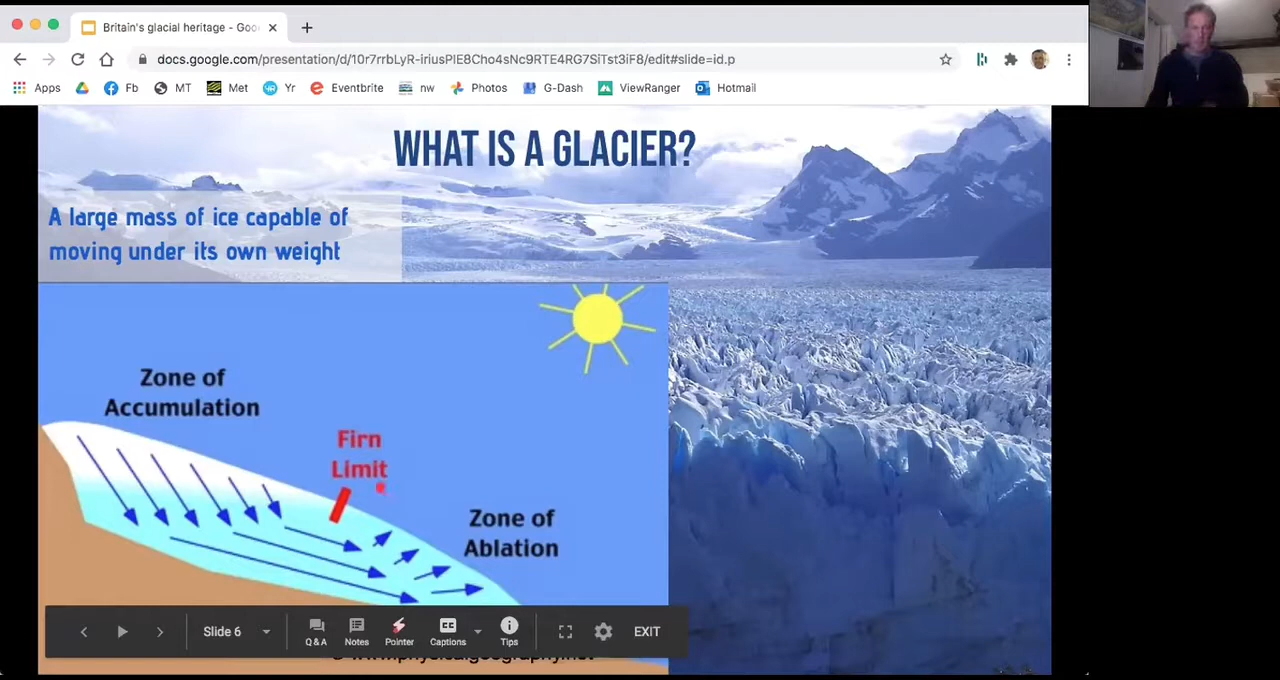 Britain's glacial heritage - Goo
docs.google.com/presentation/d/10r7rrbLyR-iriusPlE8Cho4sNc9RTE4RG7SiTst3iF8/edit#slide=id.p
Apps Fb MT Met Yr Eventbrite nw Photos G-Dash ViewRanger Hotmail
WHAT IS A GLACIER?
A large mass of ice capable of
moving under its own weight
Zone of
Accumulation
Firn
Limit
Zone of
Ablation
Slide 6
Q & A Notes Pointer Captions Tips
EXIT